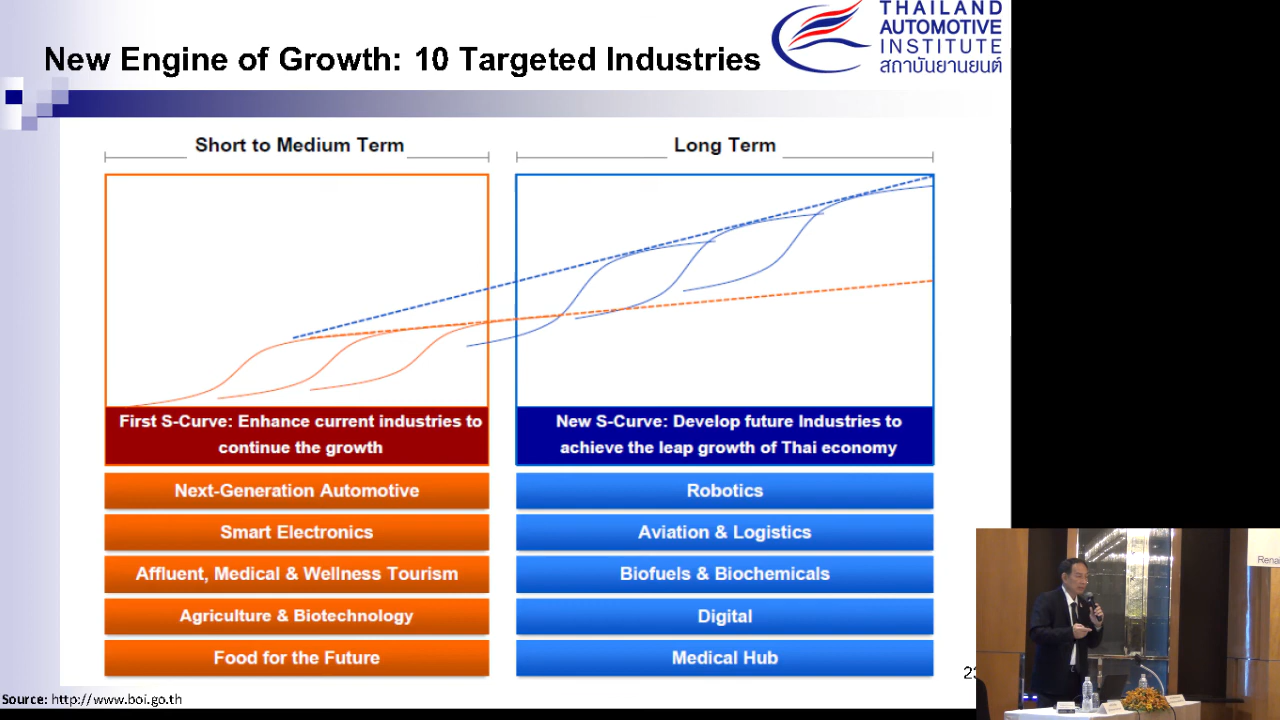 New Engine of Growth: 10 Targeted Industries
THAILAND
AUTOMOTIVE
INSTITUTE
สถาบันยานยนต์
Short to Medium Term
Long Term
First S-Curve: Enhance current industries to
continue the growth
New S-Curve: Develop future Industries to
achieve the leap growth of Thai economy
Next-Generation Automotive
Smart Electronics
Affluent, Medical & Wellness Tourism
Agriculture & Biotechnology
Food for the Future
Robotics
Aviation & Logistics
Biofuels & Biochemicals
Digital
Medical Hub
Source: http://www.boi.go.th